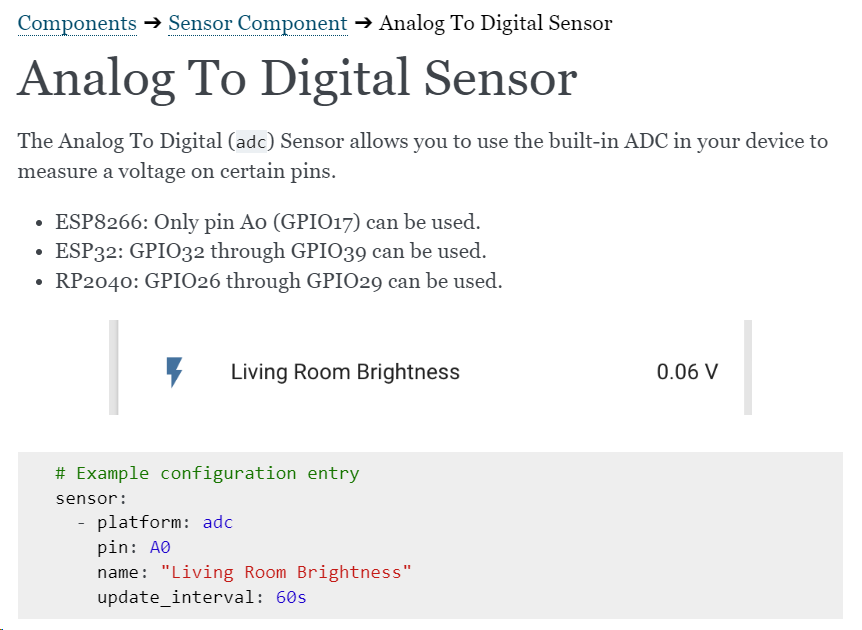 Components → Sensor Component → Analog To Digital Sensor
Analog To Digital Sensor
The Analog To Digital (adc) Sensor allows you to use the built-in ADC in your device to
measure a voltage on certain pins.
• ESP8266: Only pin A0 (GPIO17) can be used.
• ESP32: GPIO32 through GPIO39 can be used.
• RP2040: GPIO26 through GPIO29 can be used.
Living Room Brightness 0.06 V
# Example configuration entry
sensor:
  - platform: adc
    pin: A0
    name: "Living Room Brightness"
    update_interval: 60s